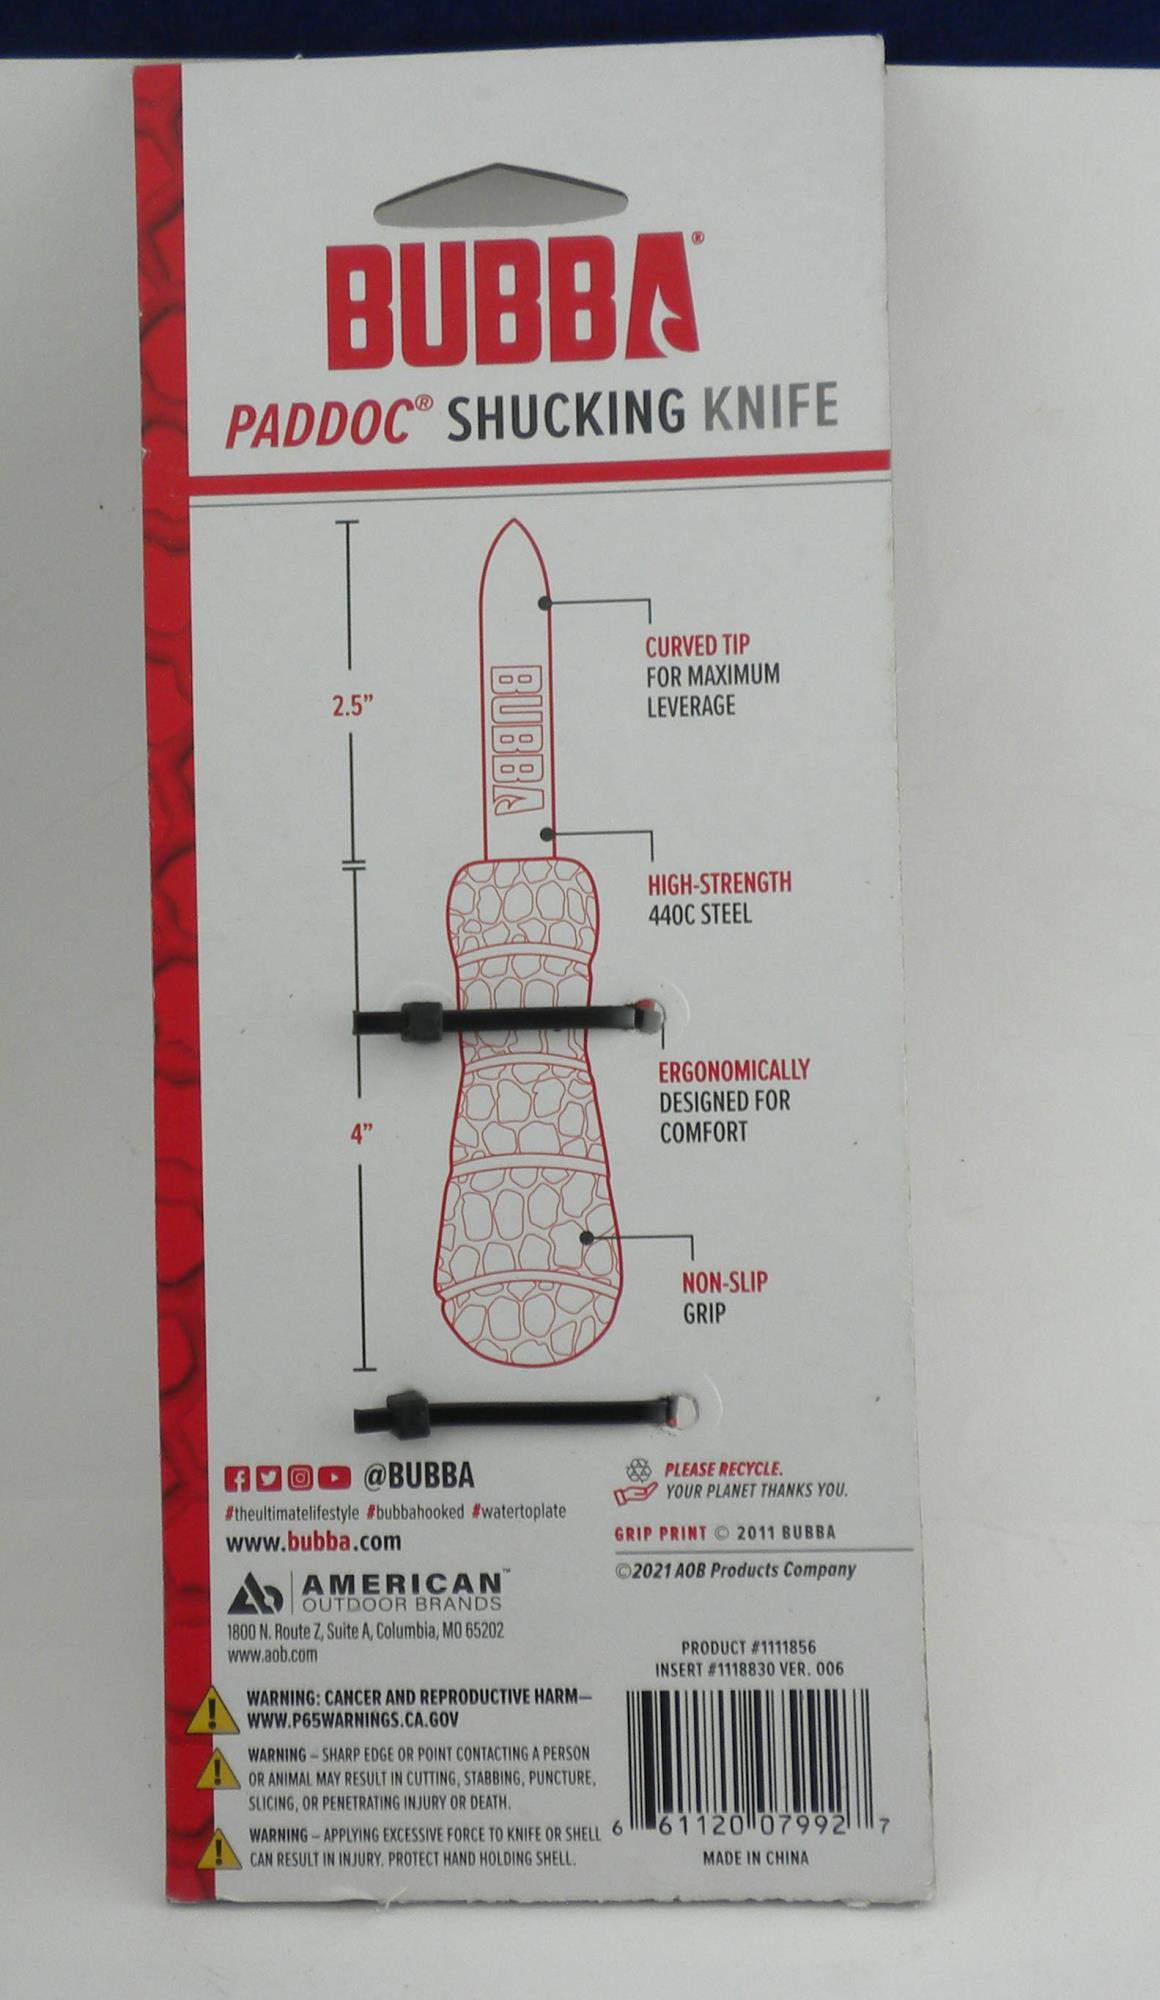 BUBBA®
PADDOC® SHUCKING KNIFE
CURVED TIP
FOR MAXIMUM
LEVERAGE
2.5”
BUBBA
HIGH-STRENGTH
440C STEEL
ERGONOMICALLY
DESIGNED FOR
COMFORT
4”
NON-SLIP
GRIP
@BUBBA
#theultimatelifestyle #bubbahooked #watertoplate
www.bubba.com
AMERICAN™
OUTDOOR BRANDS
1800 N. Route Z, Suite A, Columbia, MO 65202
www.aob.com
PLEASE RECYCLE.
YOUR PLANET THANKS YOU.
GRIP PRINT © 2011 BUBBA
©2021 AOB Products Company
PRODUCT #1111856
INSERT #1118830 VER. 006
WARNING: CANCER AND REPRODUCTIVE HARM—
WWW.P65WARNINGS.CA.GOV
WARNING – SHARP EDGE OR POINT CONTACTING A PERSON
OR ANIMAL MAY RESULT IN CUTTING, STABBING, PUNCTURE,
SLICING, OR PENETRATING INJURY OR DEATH.
WARNING – APPLYING EXCESSIVE FORCE TO KNIFE OR SHELL
CAN RESULT IN INJURY. PROTECT HAND HOLDING SHELL.
6 61120 07992 7
MADE IN CHINA